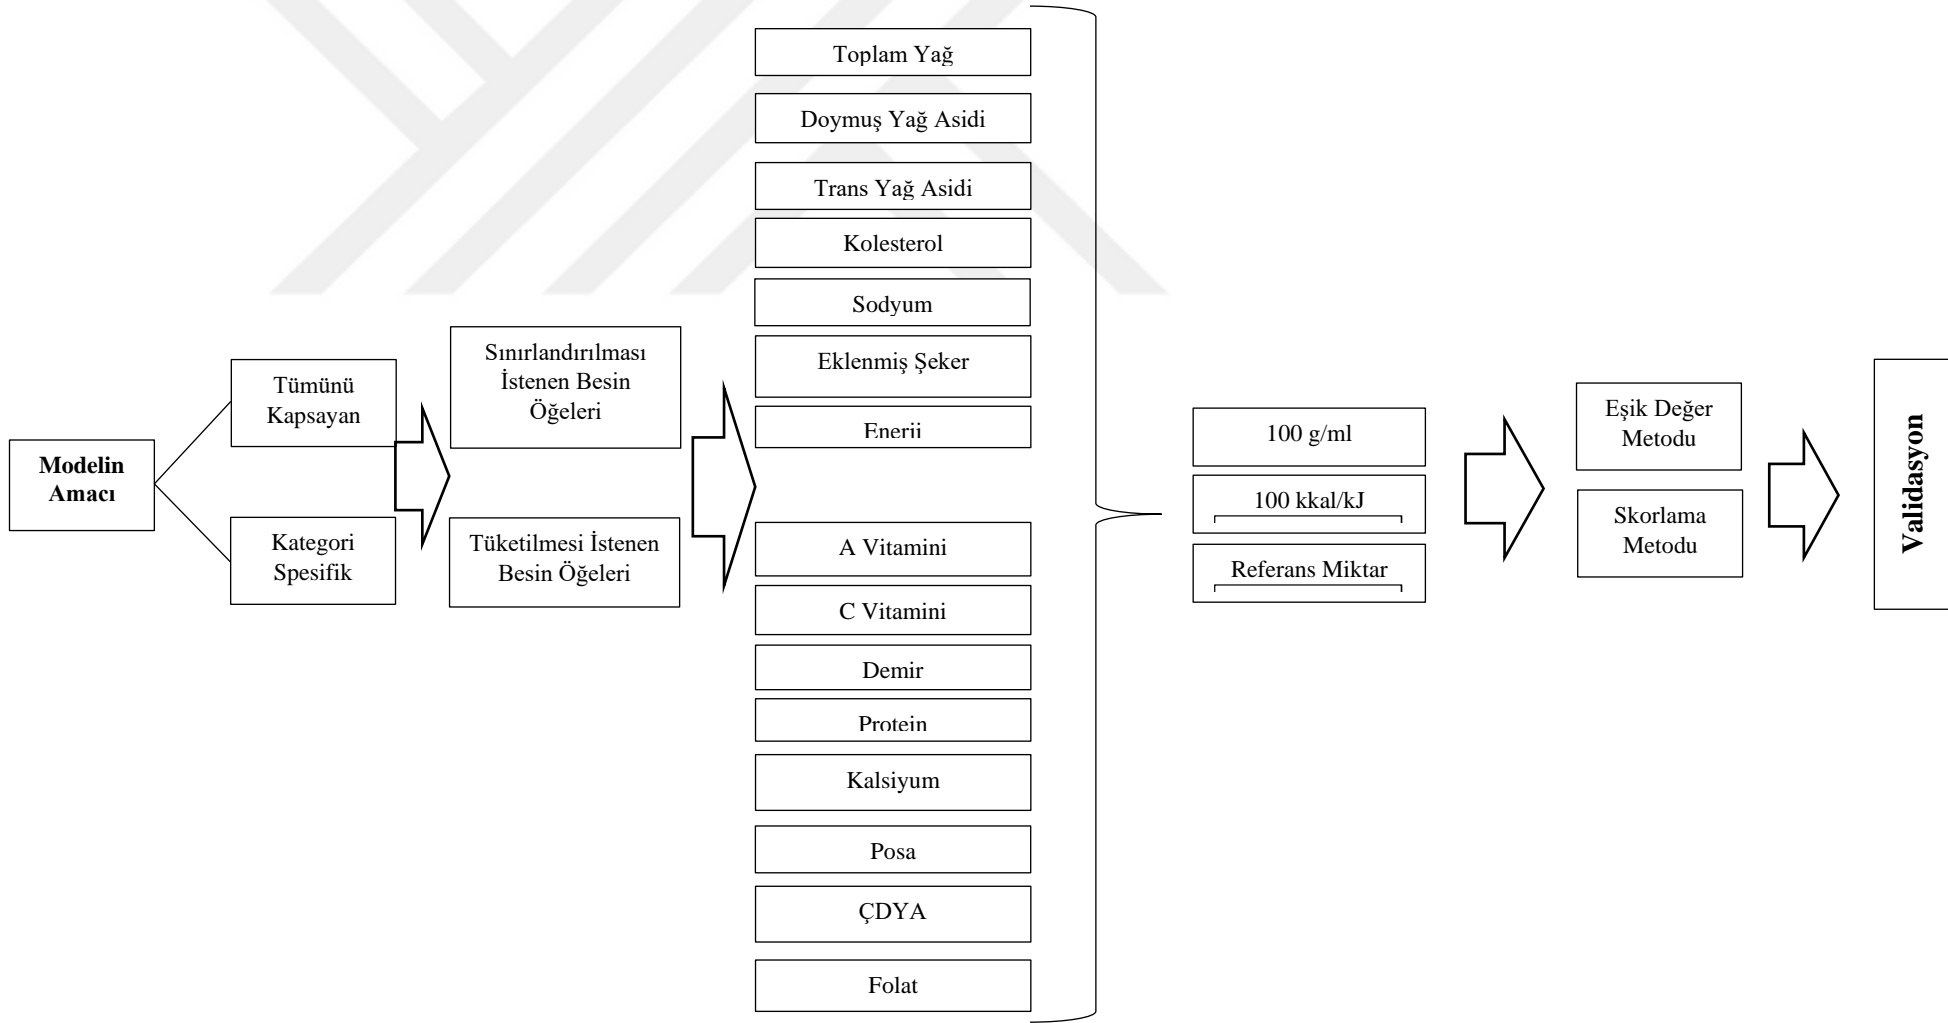 Modelin
Amacı
Tümünü
Kapsayan
Kategori
Spesifik
Sınırlandırılması
İstenen Besin
Öğeleri
Tüketilmesi İstenen
Besin Öğeleri
Toplam Yağ
Doymuş Yağ Asidi
Trans Yağ Asidi
Kolesterol
Sodyum
Eklenmiş Şeker
Enerji
A Vitamini
C Vitamini
Demir
Protein
Kalsiyum
Posa
ÇDYA
Folat
100 g/ml
100 kkal/kJ
Referans Miktar
Eşik Değer
Metodu
Skorlama
Metodu
Validasyon